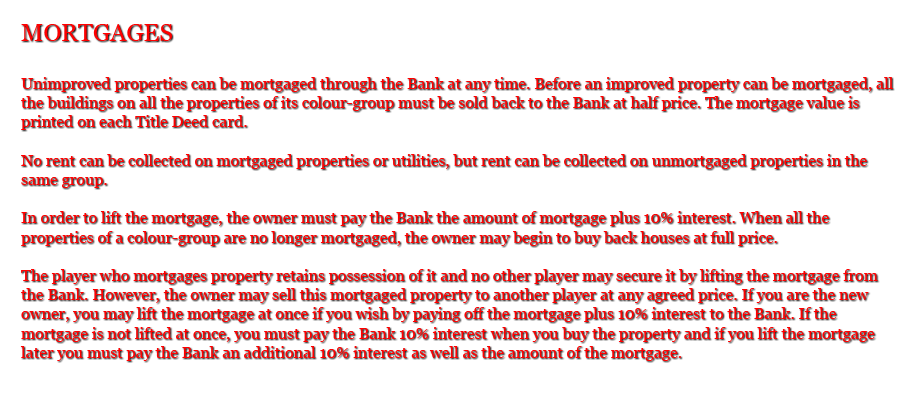 MORTGAGES
Unimproved properties can be mortgaged through the Bank at any time. Before an improved property can be mortgaged, all
the buildings on all the properties of its colour-group must be sold back to the Bank at half price. The mortgage value is
printed on each Title Deed card.
No rent can be collected on mortgaged properties or utilities, but rent can be collected on unmortgaged properties in the
same group.
In order to lift the mortgage, the owner must pay the Bank the amount of mortgage plus 10% interest. When all the
properties of a colour-group are no longer mortgaged, the owner may begin to buy back houses at full price.
The player who mortgages property retains possession of it and no other player may secure it by lifting the mortgage from
the Bank. However, the owner may sell this mortgaged property to another player at any agreed price. If you are the new
owner, you may lift the mortgage at once if you wish by paying off the mortgage plus 10% interest to the Bank. If the
mortgage is not lifted at once, you must pay the Bank 10% interest when you buy the property and if you lift the mortgage
later you must pay the Bank an additional 10% interest as well as the amount of the mortgage.